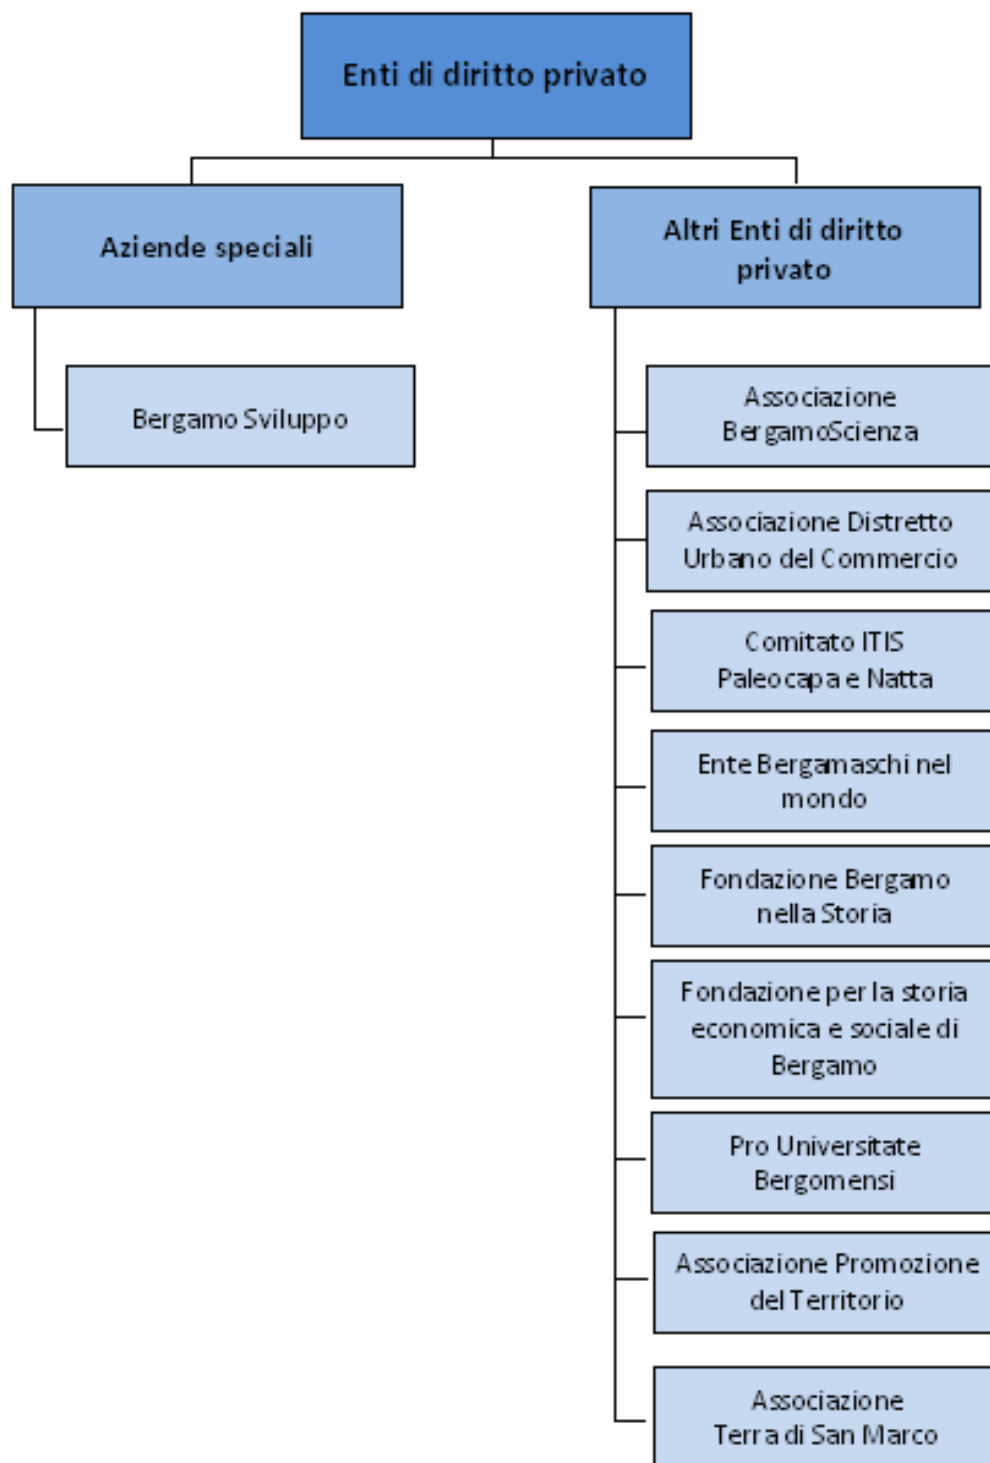 Enti di diritto privato
Aziende speciali
Bergamo Sviluppo
Altri Enti di diritto
privato
Associazione
BergamoScienza
Associazione Distretto
Urbano del Commercio
Comitato ITIS
Paleocapa e Natta
Ente Bergamaschi nel
mondo
Fondazione Bergamo
nella Storia
Fondazione per la storia
economica e sociale di
Bergamo
Pro Universitate
Bergomensi
Associazione Promozione
del Territorio
Associazione
Terra di San Marco